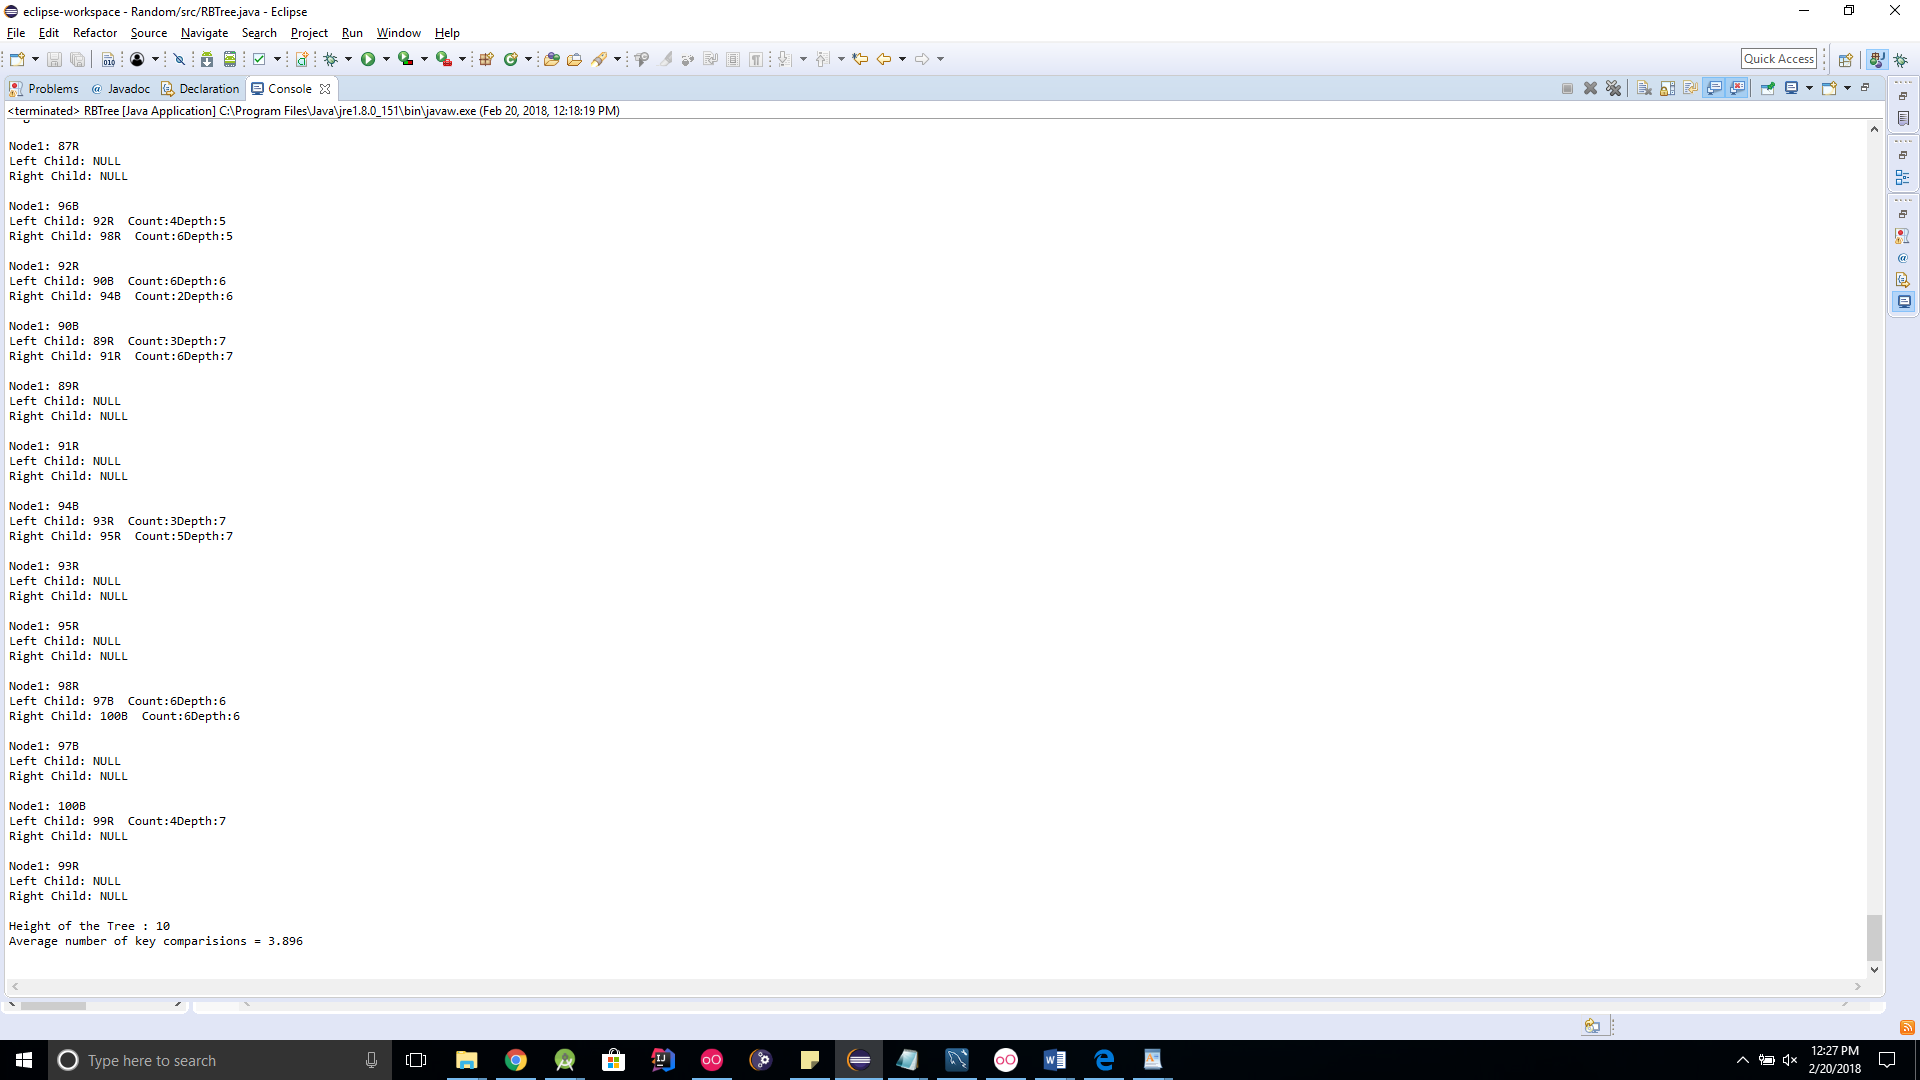 eclipse-workspace - Random/src/RBTree.java - Eclipse
File Edit Refactor Source Navigate Search Project Run Window Help
Quick Access
Problems @ Javadoc Declaration Console
<terminated> RBTree [Java Application] C:\Program Files\Java\jre1.8.0_151\bin\javaw.exe (Feb 20, 2018, 12:18:19 PM)
Node1: 87R
Left Child: NULL
Right Child: NULL
Node1: 96B
Left Child: 92R  Count:4Depth:5
Right Child: 98R  Count:6Depth:5
Node1: 92R
Left Child: 90B  Count:6Depth:6
Right Child: 94B  Count:2Depth:6
Node1: 90B
Left Child: 89R  Count:3Depth:7
Right Child: 91R  Count:6Depth:7
Node1: 89R
Left Child: NULL
Right Child: NULL
Node1: 91R
Left Child: NULL
Right Child: NULL
Node1: 94B
Left Child: 93R  Count:3Depth:7
Right Child: 95R  Count:5Depth:7
Node1: 93R
Left Child: NULL
Right Child: NULL
Node1: 95R
Left Child: NULL
Right Child: NULL
Node1: 98R
Left Child: 97B  Count:6Depth:6
Right Child: 100B  Count:6Depth:6
Node1: 97B
Left Child: NULL
Right Child: NULL
Node1: 100B
Left Child: 99R  Count:4Depth:7
Right Child: NULL
Node1: 99R
Left Child: NULL
Right Child: NULL
Height of the Tree : 10
Average number of key comparisions = 3.896
Type here to search
12:27 PM
2/20/2018